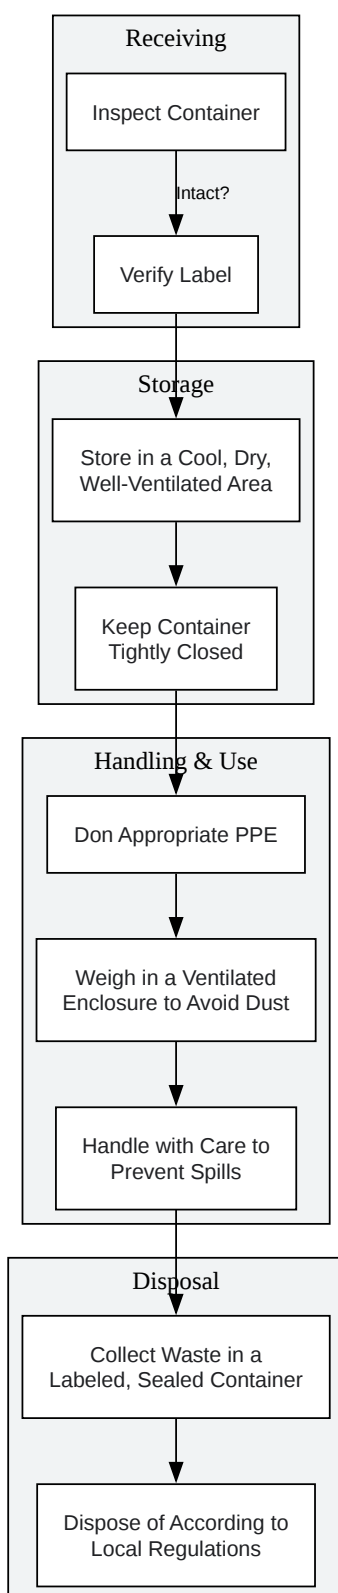 Receiving
Inspect Container
Intact?
Verify Label
Storage
Store in a Cool, Dry,
Well-Ventilated Area
Keep Container
Tightly Closed
Handling & Use
Don Appropriate PPE
Weigh in a Ventilated
Enclosure to Avoid Dust
Handle with Care to
Prevent Spills
Disposal
Collect Waste in a
Labeled, Sealed Container
Dispose of According to
Local Regulations